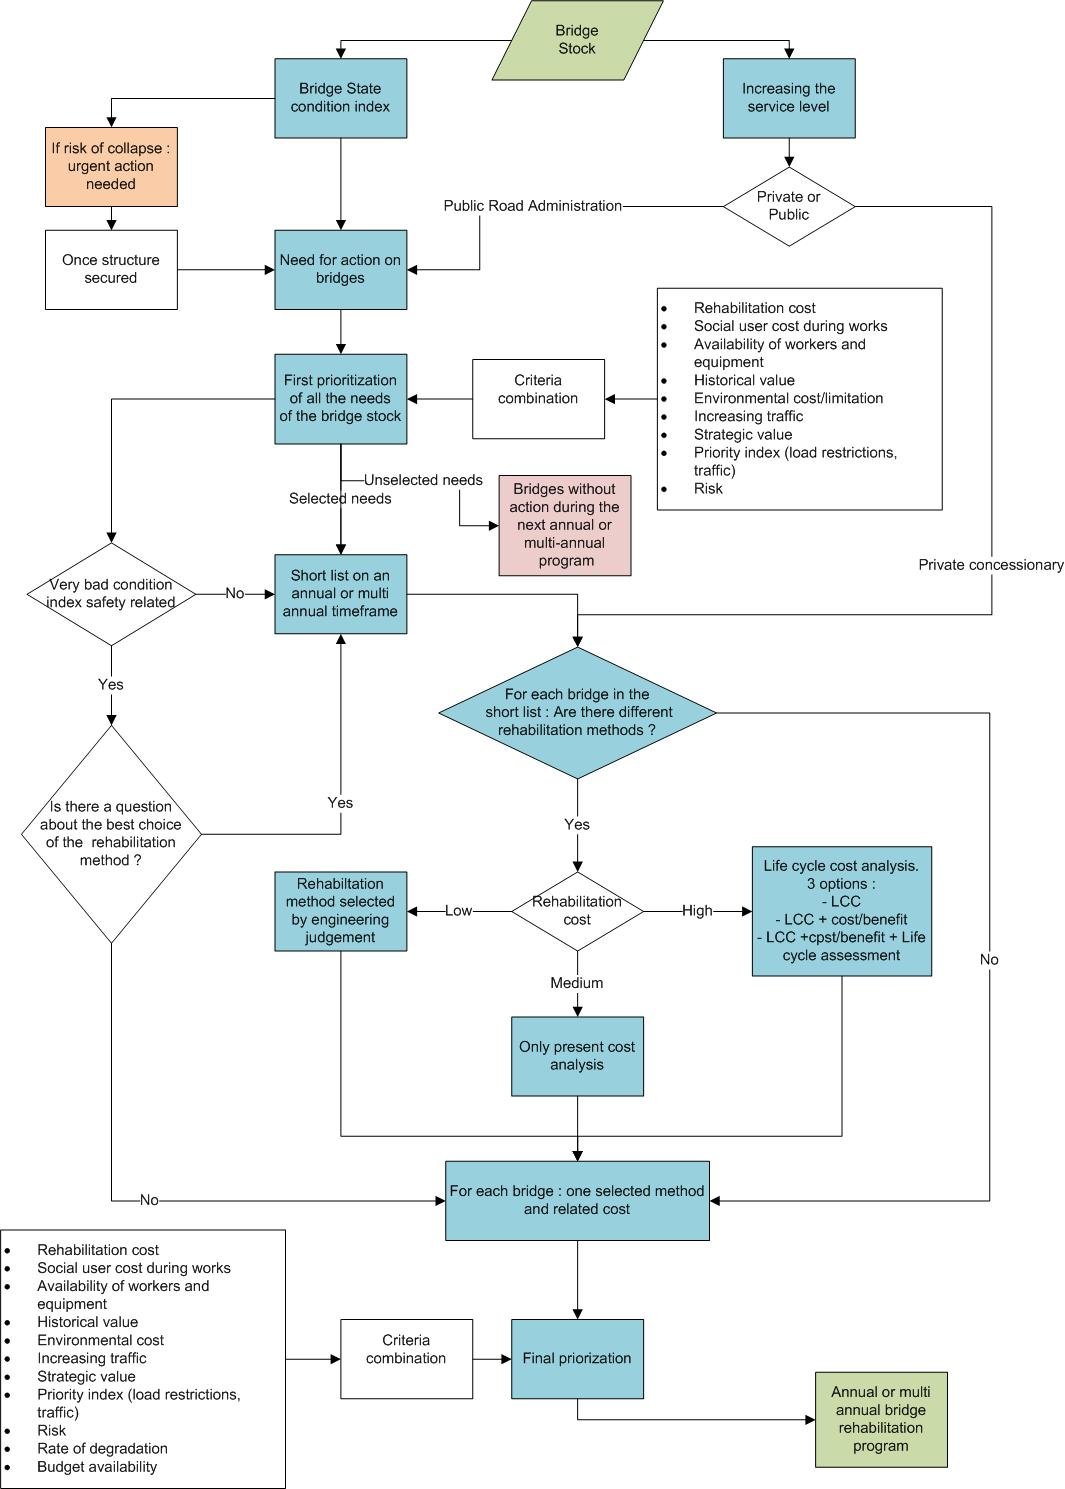 Bridge
Stock
Bridge State
condition index
Increasing the
service level
If risk of collapse :
urgent action
needed
Private or
Public
Public Road Administration
Once structure
secured
Need for action on
bridges
• Rehabilitation cost
• Social user cost during works
• Availability of workers and
equipment
• Historical value
• Environmental cost/limitation
• Increasing traffic
• Strategic value
• Priority index (load restrictions,
traffic)
• Risk
First prioritization
of all the needs
of the bridge stock
Criteria
combination
Unselected needs
Selected needs
Bridges without
action during the
next annual or
multi-annual
program
Private concessionary
Very bad condition
index safety related
No
Short list on an
annual or multi
annual timeframe
Yes
For each bridge in the
short list : Are there different
rehabilitation methods ?
Is there a question
about the best choice
of the rehabilitation
method ?
Yes
Yes
Rehabiltation
method selected
by engineering
judgement
Low
Rehabilitation
cost
High
Life cycle cost analysis.
3 options :
- LCC
- LCC + cost/benefit
- LCC +cpst/benefit + Life
cycle assessment
No
Medium
Only present cost
analysis
For each bridge : one selected method
and related cost
No
• Rehabilitation cost
• Social user cost during works
• Availability of workers and
equipment
• Historical value
• Environmental cost
• Increasing traffic
• Strategic value
• Priority index (load restrictions,
traffic)
• Risk
• Rate of degradation
• Budget availability
Criteria
combination
Final priorization
Annual or multi
annual bridge
rehabilitation
program